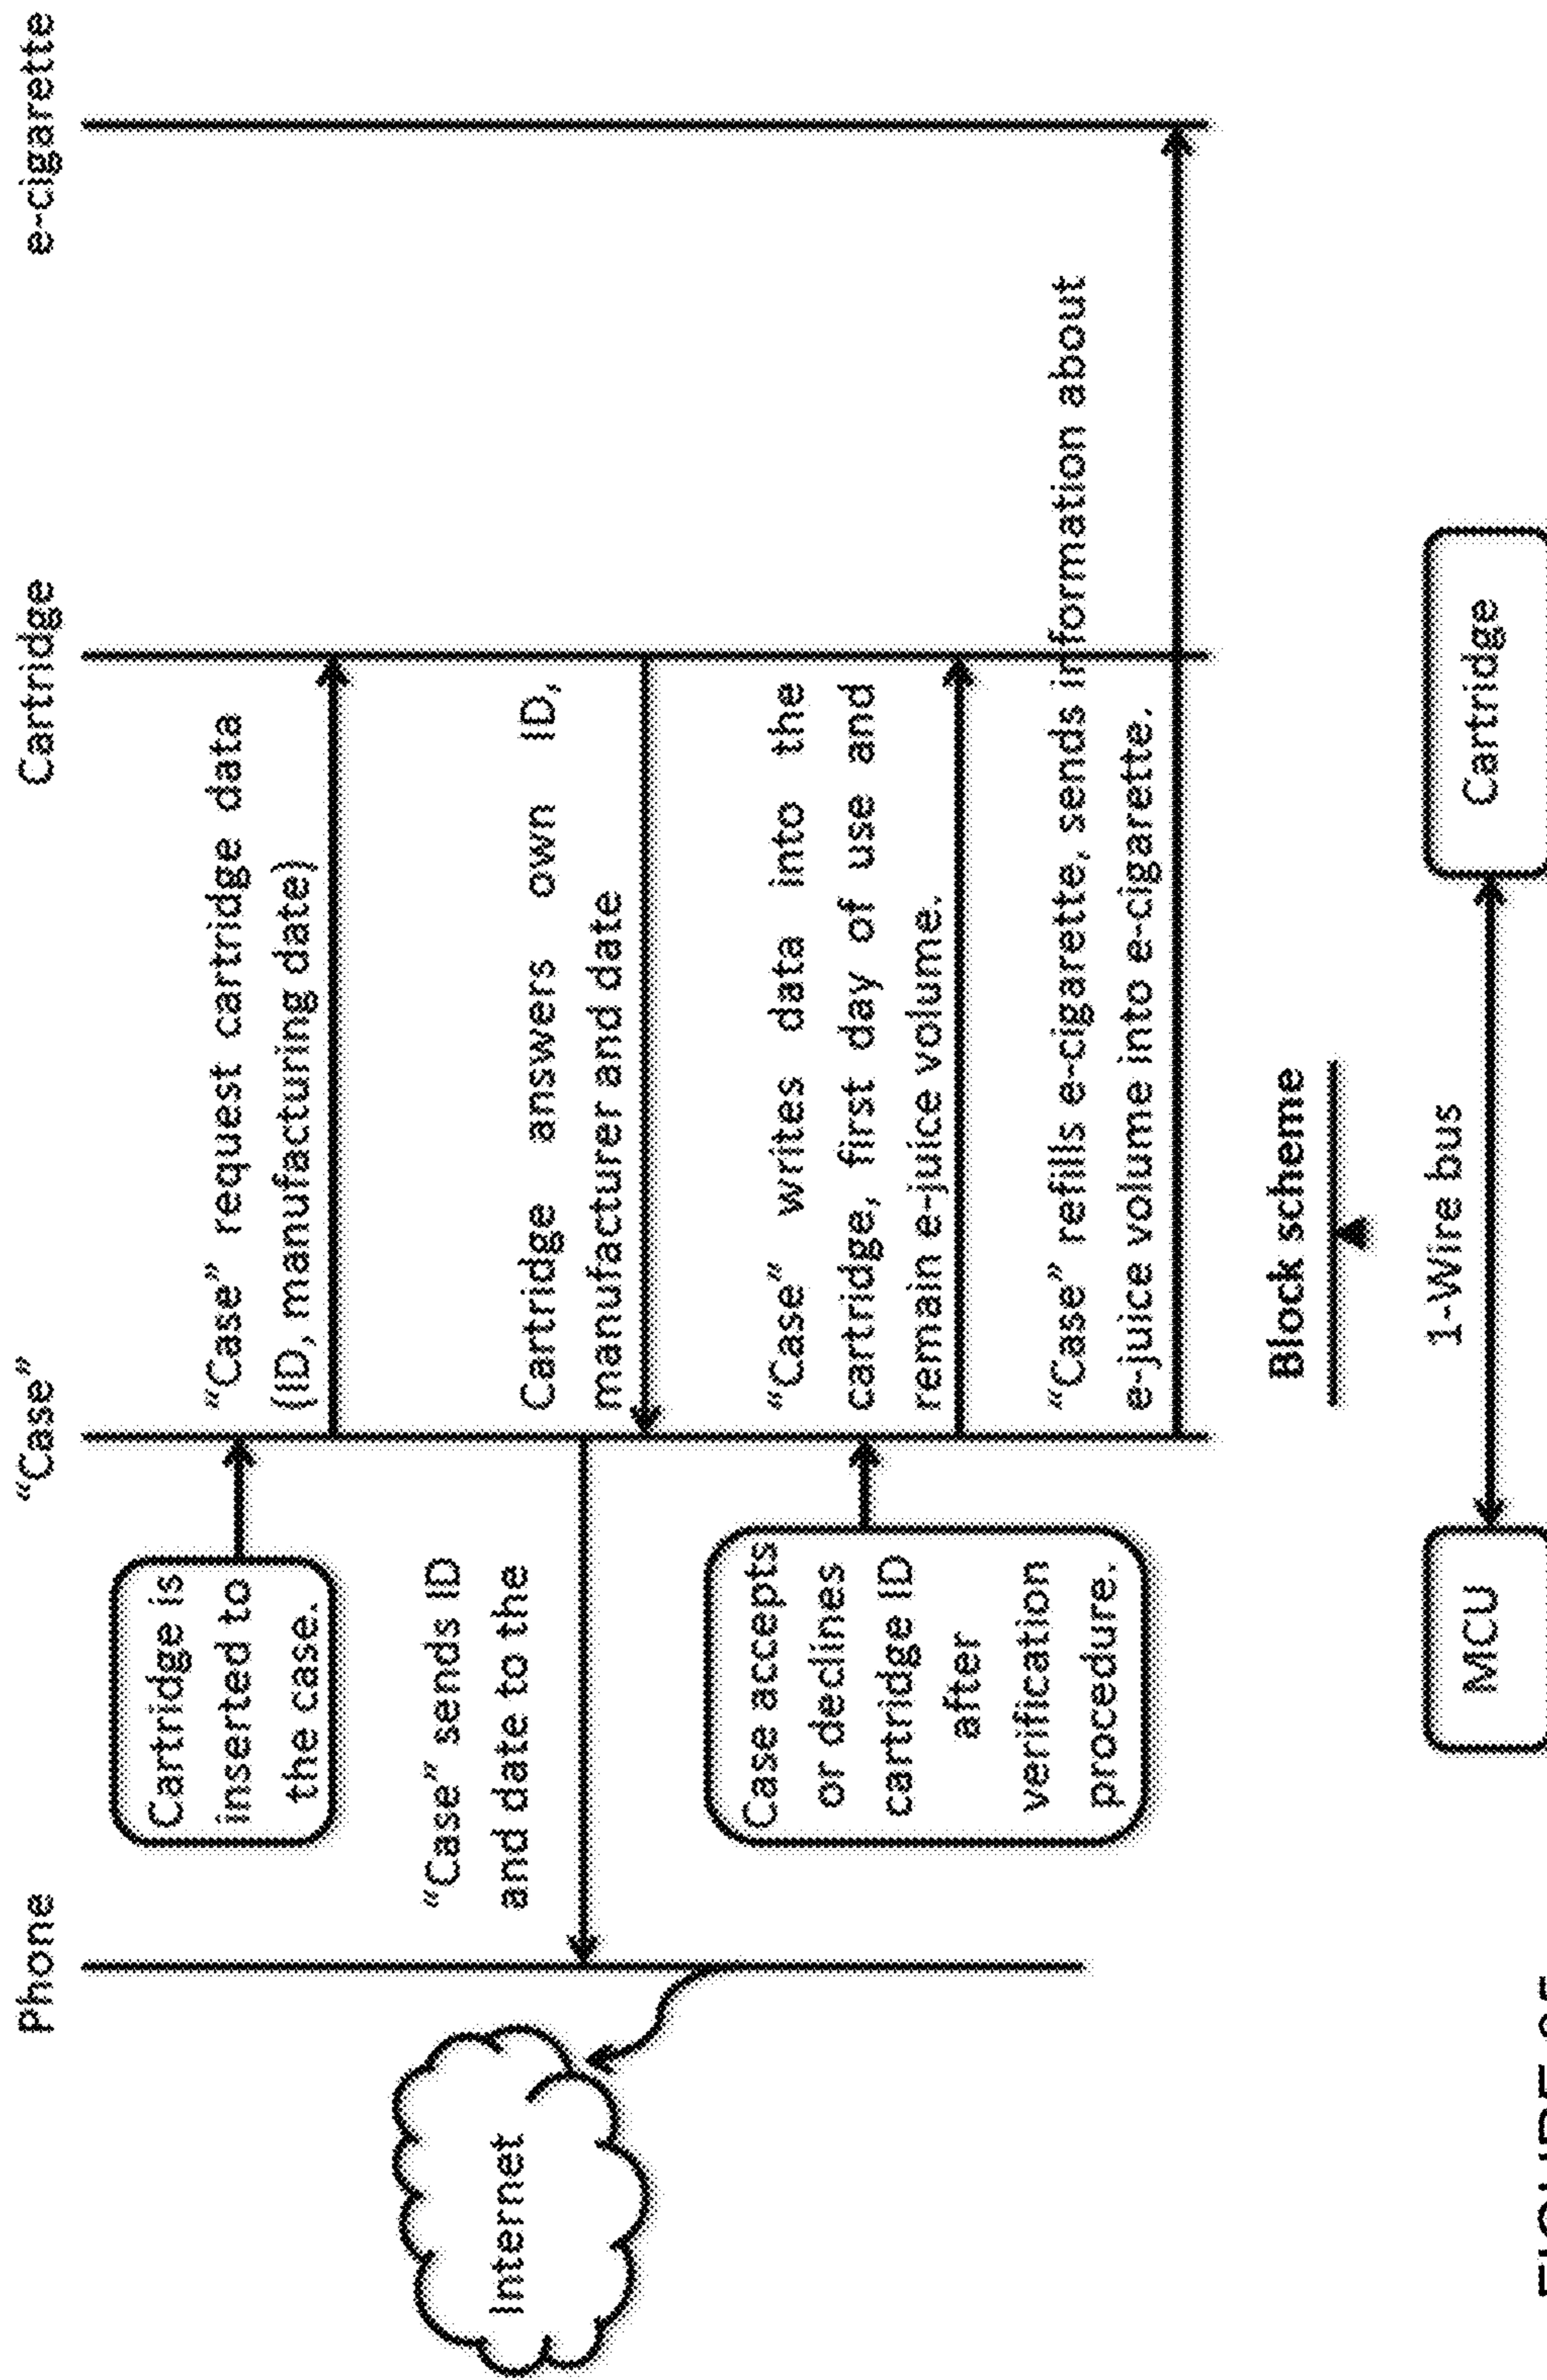 Phone
"Case"
Cartridge
e-cigarette
Cartridge is
inserted to
the case.
"Case" request cartridge data
(ID, manufacturing date)
Internet
"Case" sends ID
and date to the
Cartridge answers own ID,
manufacturer and date
Case accepts
or declines
cartridge ID
after
verification
procedure.
"Case" writes data into the
cartridge, first day of use and
remain e-juice volume.
"Case" refills e-cigarette, sends information about
e-juice volume into e-cigarette.
Block scheme
1-Wire bus
MCU
Cartridge